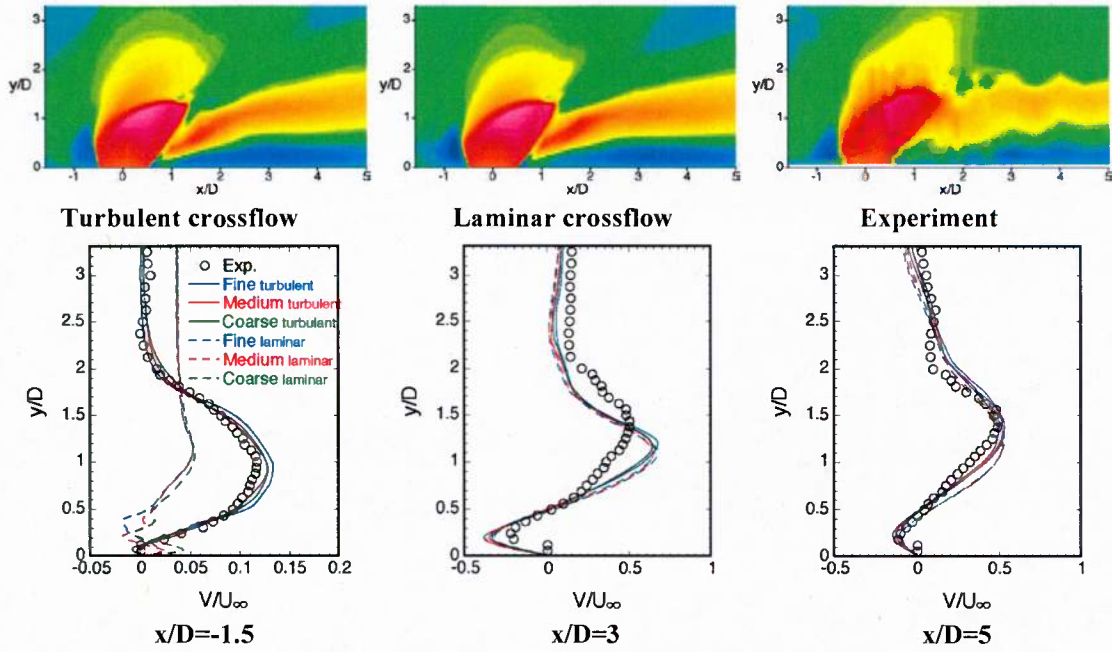 3
2
y/D
1
0
-1 0 1 2 3 4 5
x/D
3
2
y/D
1
0
-1 0 1 2 3 4 5
x/D
3
2
y/D
1
0
-1 0 1 2 3 4 5
x/D
Turbulent crossflow
Laminar crossflow
Experiment
3
2.5
2
y/D
1.5
1
0.5
0
-0.05 0 0.05 0.1 0.15 0.2
V/U∞
x/D=-1.5
Exp.
Fine turbulent
Medium turbulent
Coarse turbulant
Fine laminar
Medium laminar
Coarse laminar
3
2.5
2
y/D
1.5
1
0.5
0
-0.5 0 0.5 1
V/U∞
x/D=3
3
2.5
2
y/D
1.5
1
0.5
0
-0.5 0 0.5 1
V/U∞
x/D=5